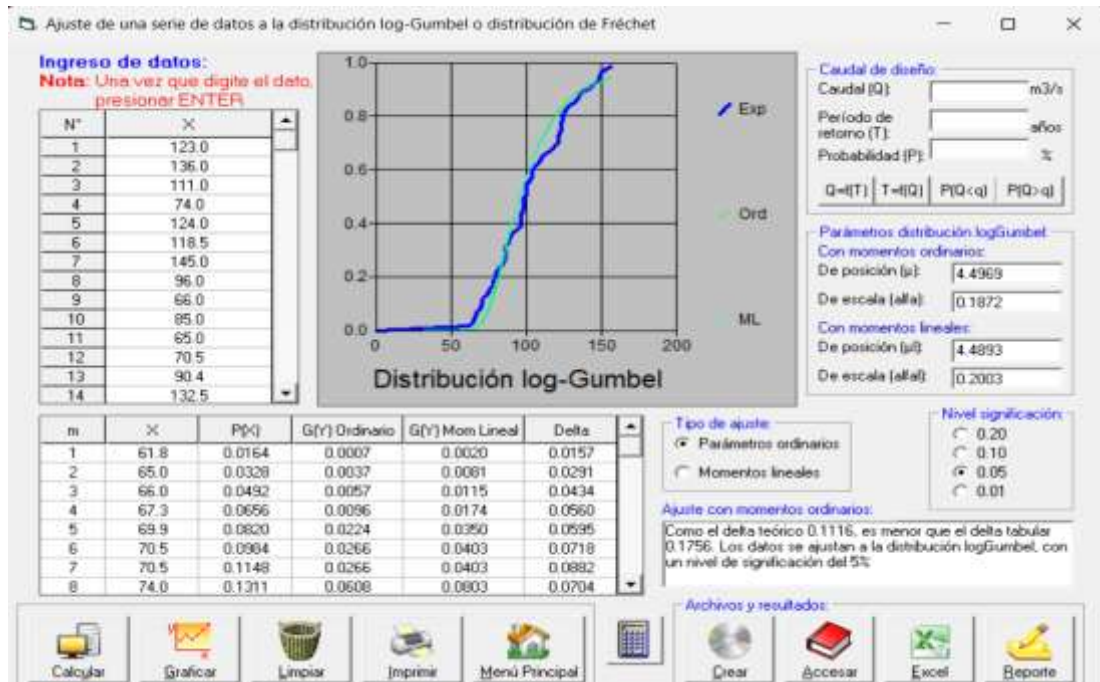 Ajuste de una serie de datos a la distribución log-Gumbel o distribución de Fréchet
Ingreso de datos:
Nota: Una vez que digite el dato,
presionar ENTER
N° X
1 123.0
2 136.0
3 111.0
4 74.0
5 124.0
6 118.5
7 145.0
8 96.0
9 66.0
10 85.0
11 65.0
12 70.5
13 90.4
14 132.5
1.0
0.8
0.6
0.4
0.2
0.0
0 50 100 150 200
Distribución log-Gumbel
Exp
Ord
ML
Caudal de diseño:
Caudal (Q): m3/s
Período de
retorno (T): años
Probabilidad (P): %
Q=f(T) T=f(Q) P(Q<q) P(Q>q)
Parámetros distribución logGumbel:
Con momentos ordinarios:
De posición (µ): 4.4969
De escala (alfa): 0.1872
Con momentos lineales:
De posición (µl): 4.4893
De escala (alfal): 0.2003
m X P(X) G(Y) Ordinario G(Y) Mom Lineal Delta
1 61.8 0.0164 0.0007 0.0020 0.0157
2 65.0 0.0328 0.0037 0.0081 0.0291
3 66.0 0.0492 0.0057 0.0115 0.0434
4 67.3 0.0656 0.0096 0.0174 0.0560
5 69.9 0.0820 0.0224 0.0350 0.0595
6 70.5 0.0984 0.0266 0.0403 0.0718
7 70.5 0.1148 0.0266 0.0403 0.0882
8 74.0 0.1311 0.0608 0.0803 0.0704
Tipo de ajuste:
Parámetros ordinarios
Momentos lineales
Nivel significación:
0.20
0.10
0.05
0.01
Ajuste con momentos ordinarios:
Como el delta teórico 0.1116, es menor que el delta tabular
0.1756. Los datos se ajustan a la distribución logGumbel, con
un nivel de significación del 5%
Archivos y resultados:
Calcular Graficar Limpiar Imprimir Menú Principal Crear Accesar Excel Reporte